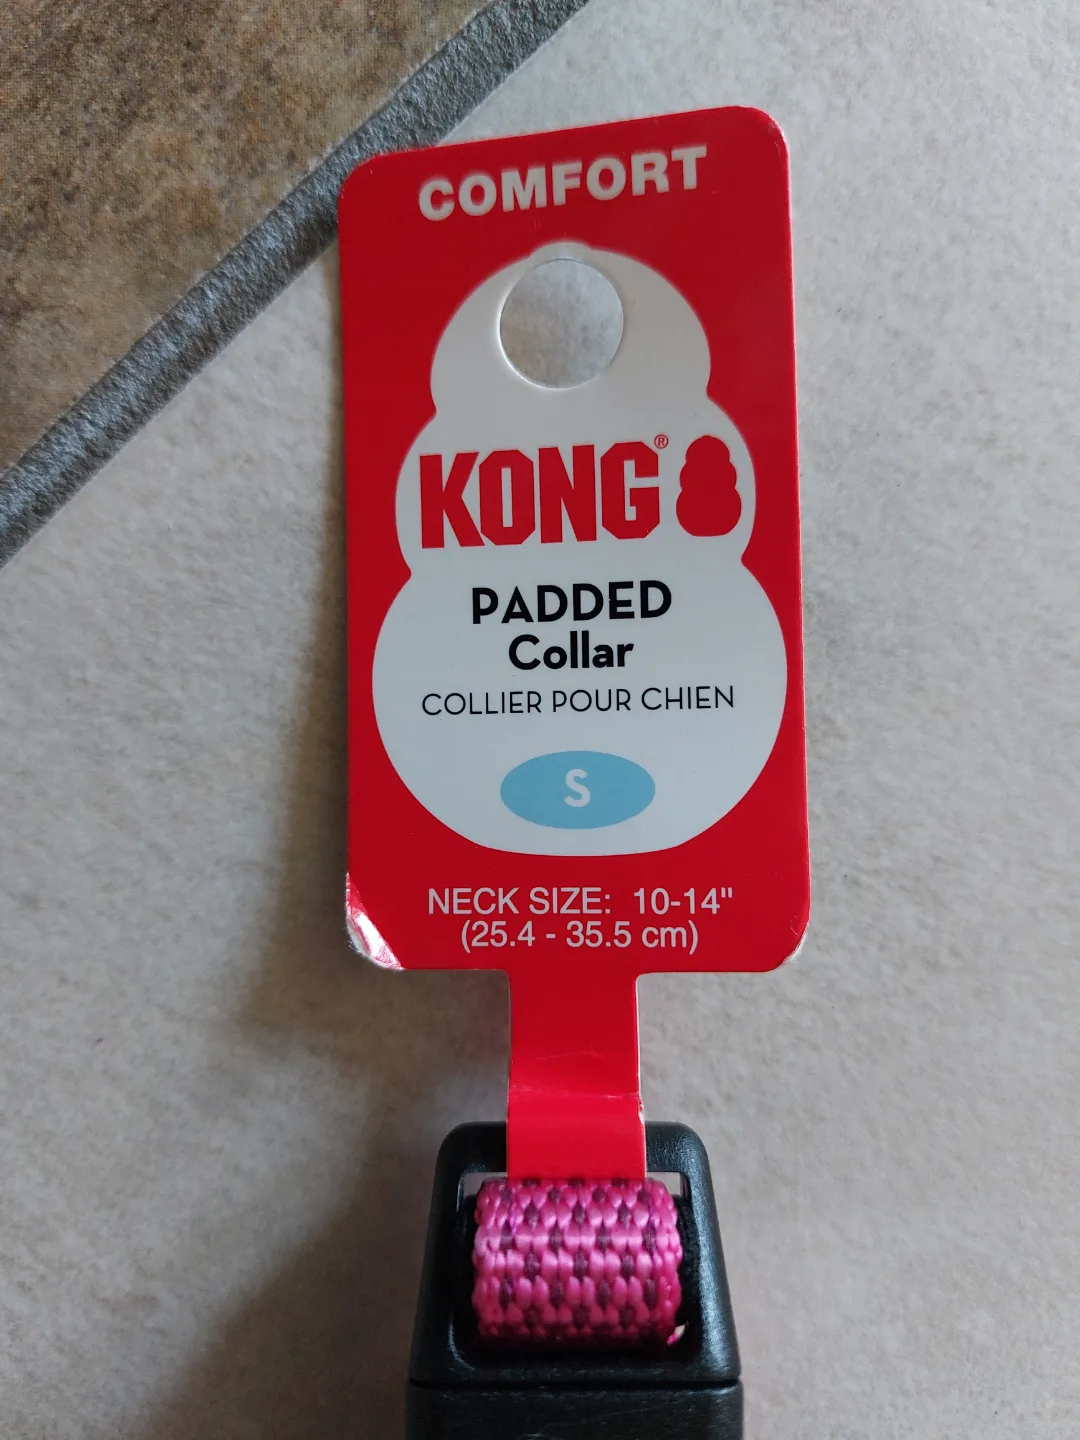 COMFORT
KONG®
PADDED
Collar
COLLIER POUR CHIEN
S
NECK SIZE: 10-14"
(25.4 - 35.5 cm)